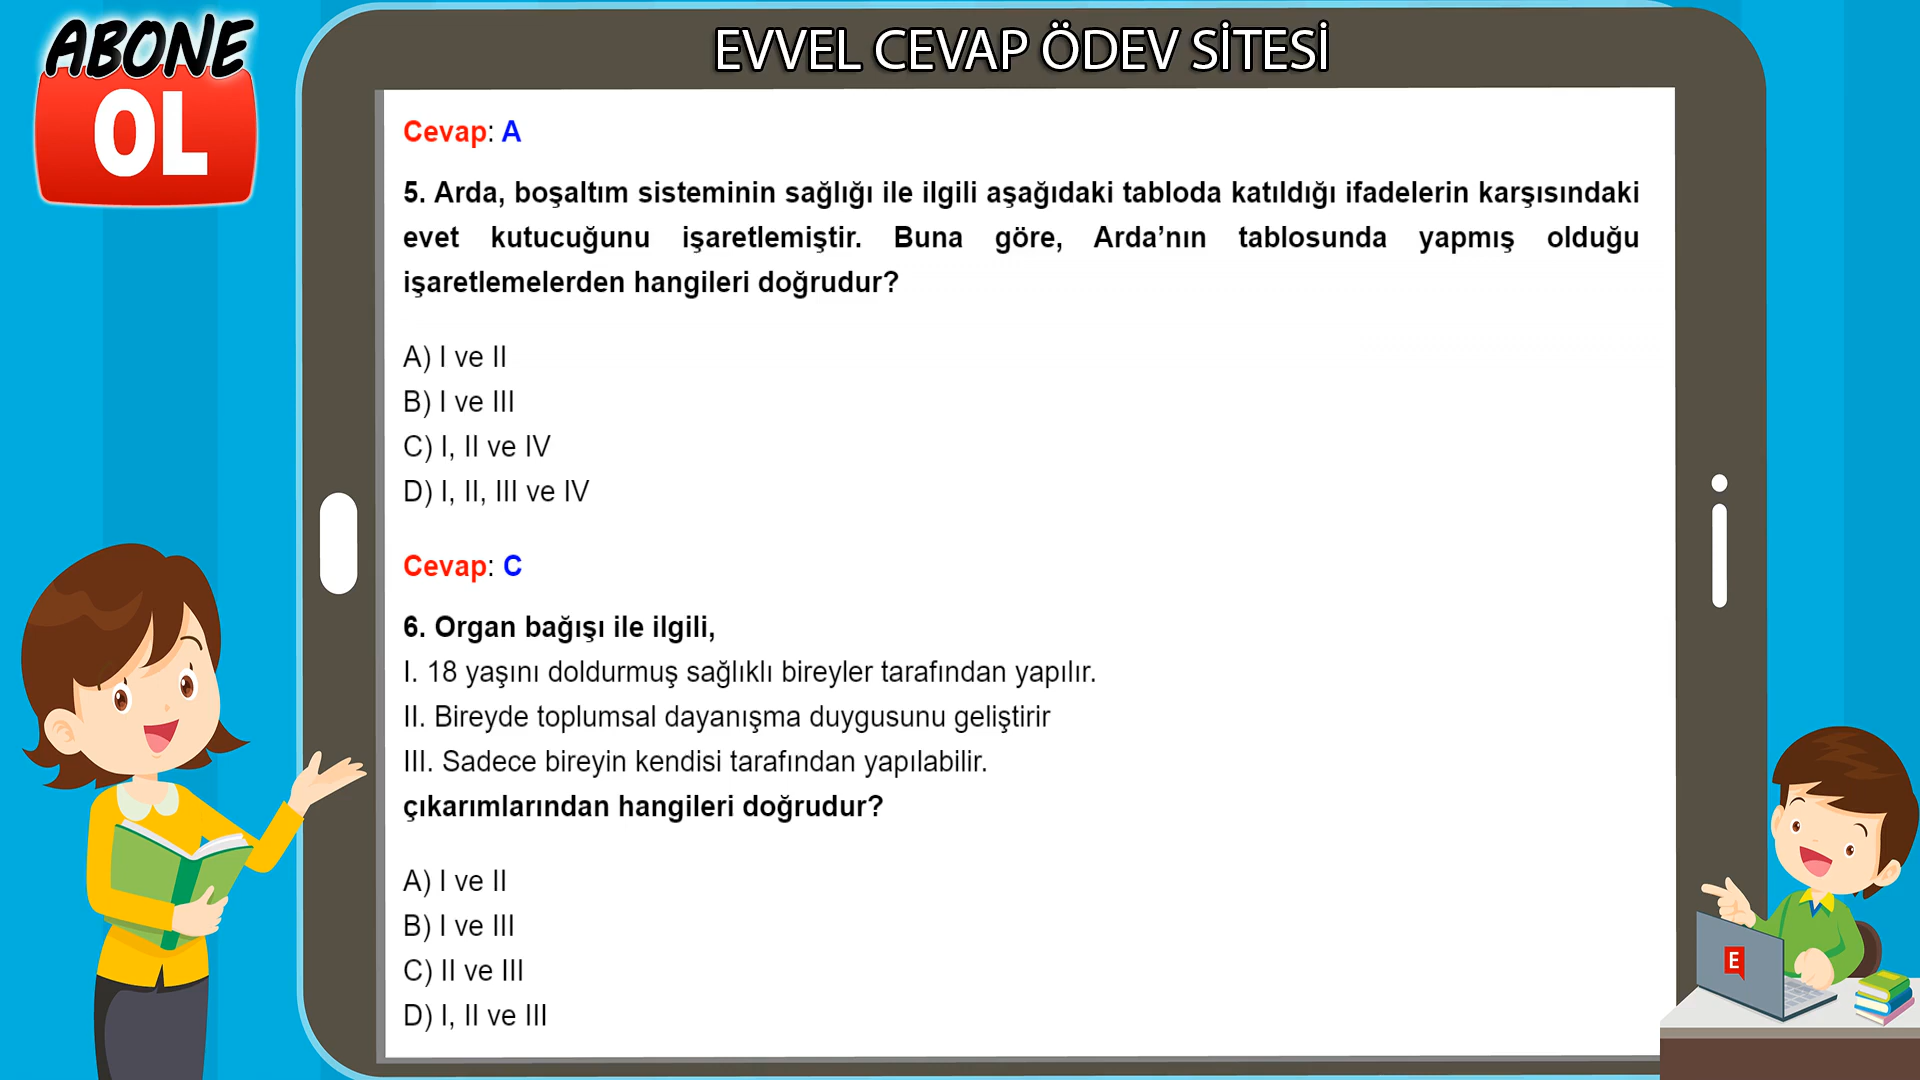 ABONE
OL
EVVEL CEVAP ÖDEV SİTESİ
Cevap: A
5. Arda, boşaltım sisteminin sağlığı ile ilgili aşağıdaki tabloda katıldığı ifadelerin karşısındaki
evet kutucuğunu işaretlemiştir. Buna göre, Arda’nın tablosunda yapmış olduğu
işaretlemelerden hangileri doğrudur?
A) I ve II
B) I ve III
C) I, II ve IV
D) I, II, III ve IV
Cevap: C
6. Organ bağışı ile ilgili,
I. 18 yaşını doldurmuş sağlıklı bireyler tarafından yapılır.
II. Bireyde toplumsal dayanışma duygusunu geliştirir
III. Sadece bireyin kendisi tarafından yapılabilir.
çıkarımlarından hangileri doğrudur?
A) I ve II
B) I ve III
C) II ve III
D) I, II ve III
E